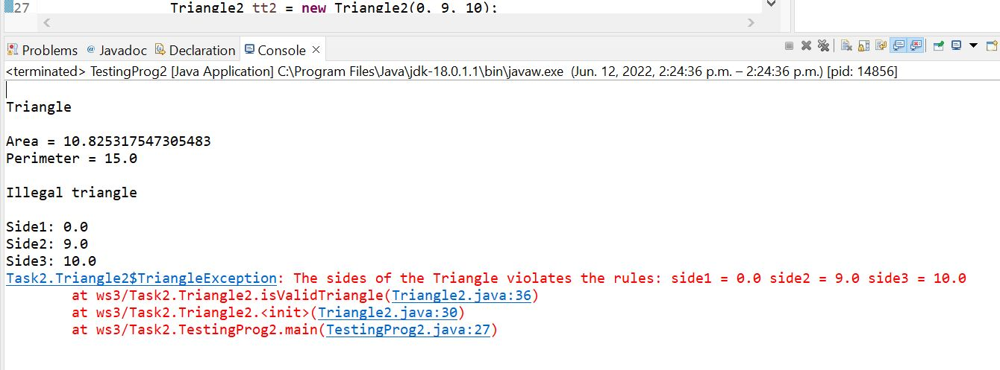 27 Triangle2 tt2 = new Triangle2(0, 9, 10);
Problems @ Javadoc Declaration Console
<terminated> TestingProg2 [Java Application] C:\Program Files\Java\jdk-18.0.1.1\bin\javaw.exe (Jun. 12, 2022, 2:24:36 p.m. – 2:24:36 p.m.) [pid: 14856]
Triangle
Area = 10.825317547305483
Perimeter = 15.0
Illegal triangle
Side1: 0.0
Side2: 9.0
Side3: 10.0
Task2.Triangle2$TriangleException: The sides of the Triangle violates the rules: side1 = 0.0 side2 = 9.0 side3 = 10.0
at ws3/Task2.Triangle2.isValidTriangle(Triangle2.java:36)
at ws3/Task2.Triangle2.<init>(Triangle2.java:30)
at ws3/Task2.TestingProg2.main(TestingProg2.java:27)